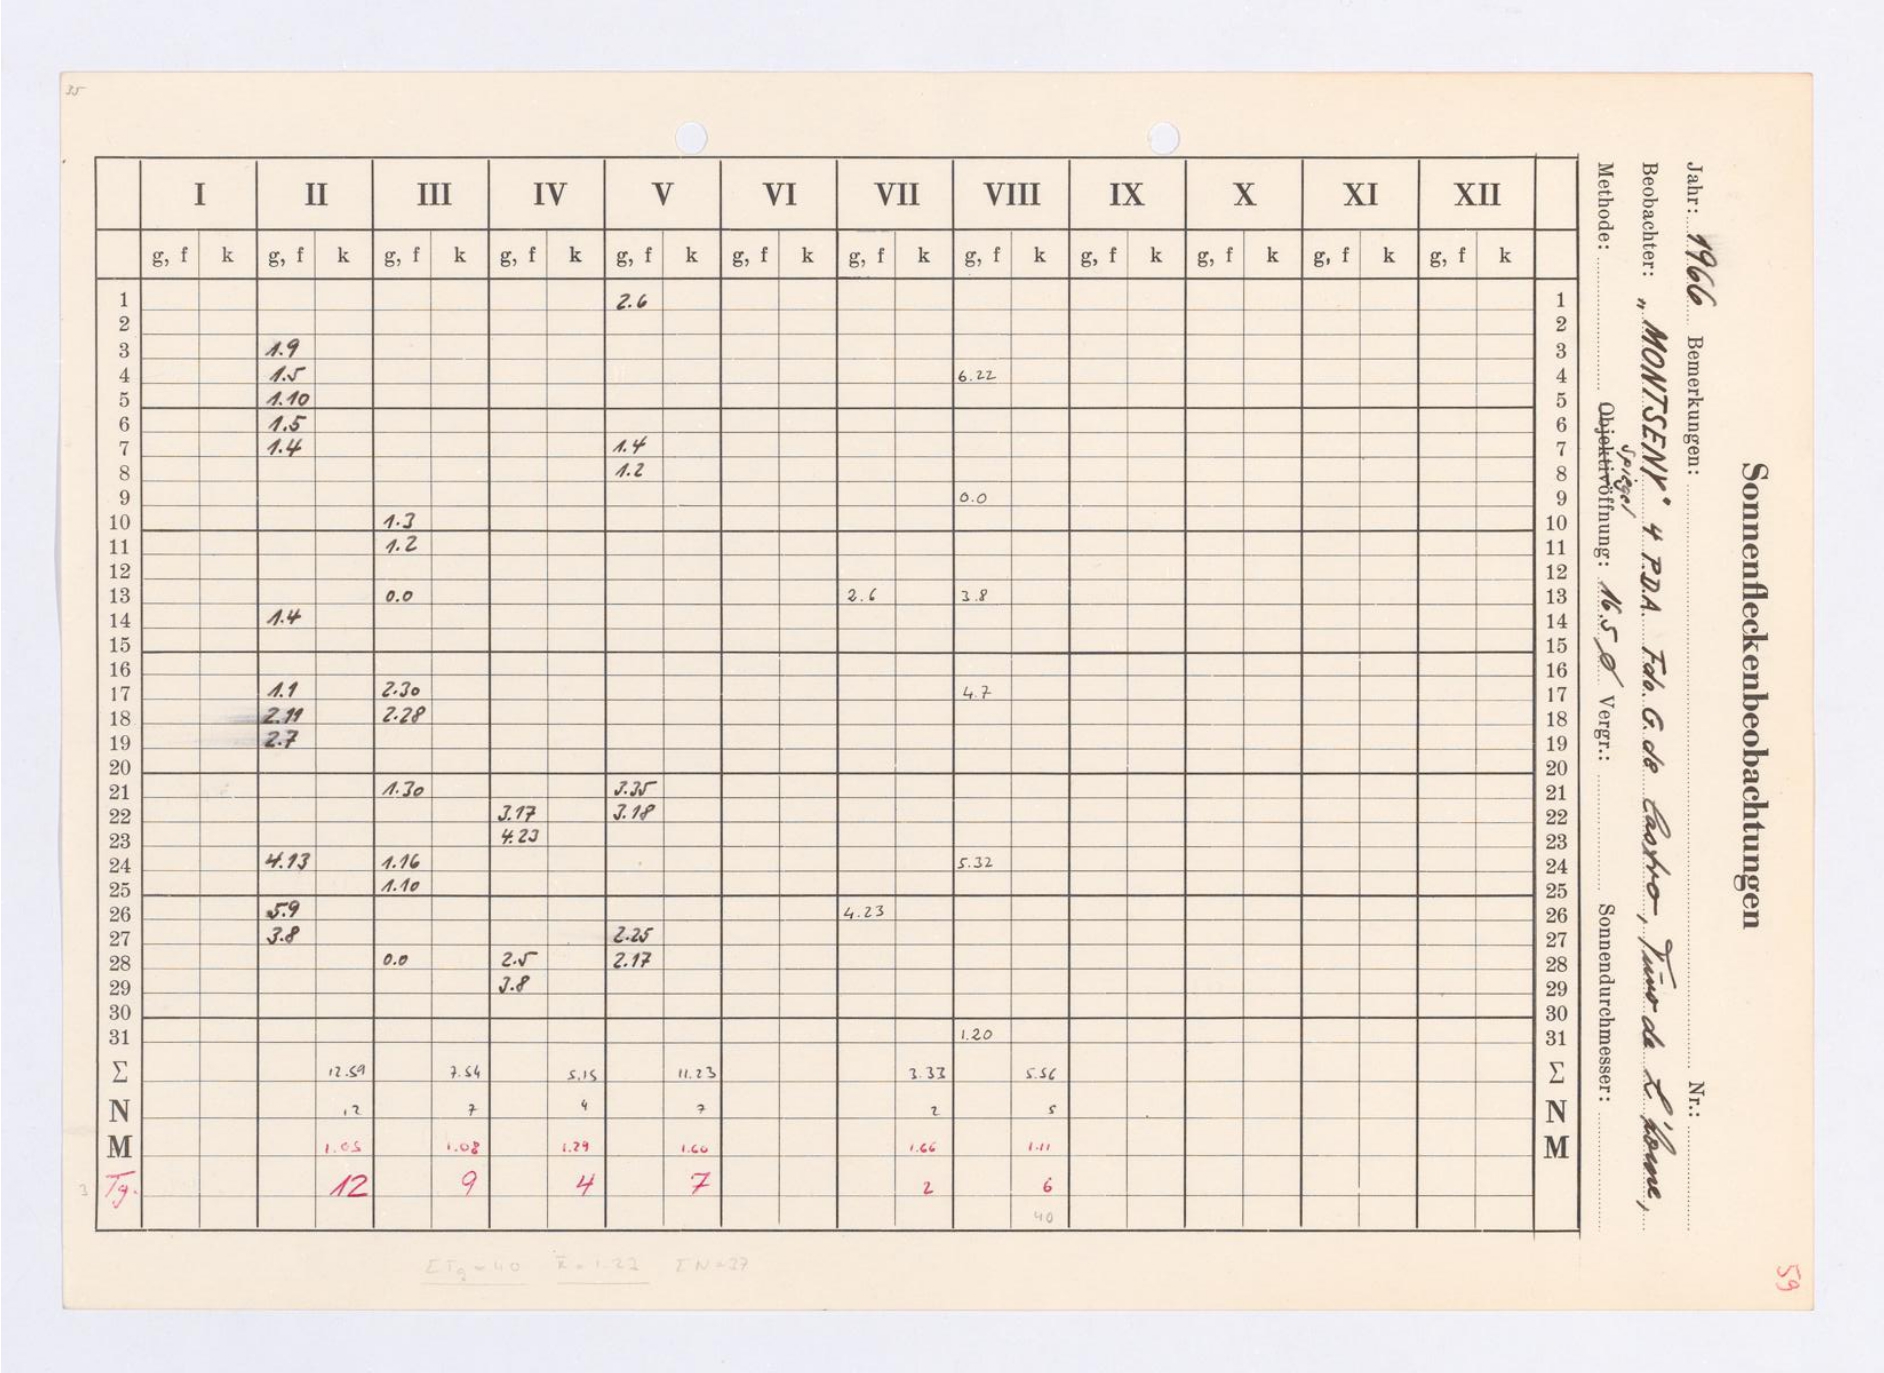 35
I II III IV V VI VII VIII IX X XI XII
g, f k g, f k g, f k g, f k g, f k g, f k g, f k g, f k g, f k g, f k g, f k g, f k
1 2.6 1
2 2
3 1.9 3
4 1.5 6.22 4
5 1.10 5
6 1.5 6
7 1.4 1.4 7
8 1.2 8
9 0.0 9
10 1.3 10
11 1.2 11
12 12
13 0.0 2.6 3.8 13
14 1.4 14
15 15
16 16
17 1.1 2.30 4.7 17
18 2.11 2.28 18
19 2.7 19
20 20
21 1.30 3.35 21
22 3.17 3.18 22
23 4.23 23
24 4.13 1.16 5.32 24
25 1.10 25
26 5.9 4.23 26
27 3.8 2.25 27
28 0.0 2.5 2.17 28
29 3.8 29
30 30
31 1.20 31
Σ 12.59 7.54 5.15 11.23 3.33 5.56 Σ
N 12 7 4 7 2 5 N
M 1.05 1.08 1.29 1.60 1.66 1.11 M
3 Tg. 12 9 4 7 2 6
40
ΣTg = 40 k̄ = 1.22 ΣN = 37
Sonnenfleckenbeobachtungen
Jahr: 1966 Bemerkungen: Nr.:
Beobachter: „MONTSENY" 4 P.D.A. Fdo. G. de Castro,
Spiegel
Methode: Objektivöffnung: 16.5 ø Vergr.: Sonnendurchmesser:
59